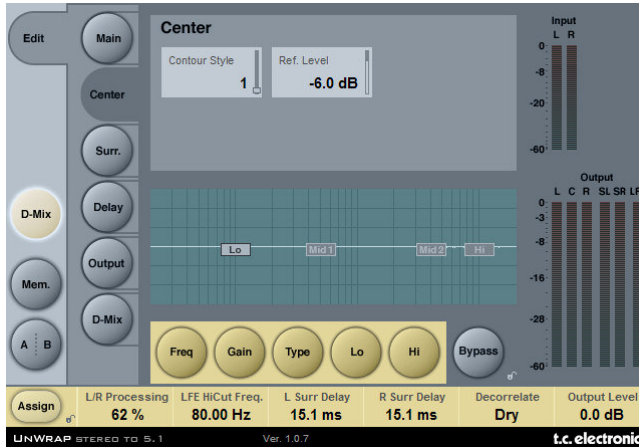 Edit
Main
Center
Input
L R
Contour Style
1
Ref. Level
-6.0 dB
0
-8
-20
-60
Center
Surr.
Delay
Output
D-Mix
D-Mix
Mem.
A B
Output
L C R SL SR LF
0
-3
-8
-16
-28
-60
Lo
Mid 1
Mid 2
Hi
Freq
Gain
Type
Lo
Hi
Bypass
Assign
L/R Processing
62 %
LFE HiCut Freq.
80.00 Hz
L Surr Delay
15.1 ms
R Surr Delay
15.1 ms
Decorrelate
Dry
Output Level
0.0 dB
UNWRAP STEREO TO 5.1
Ver. 1.0.7
t.c. electronic